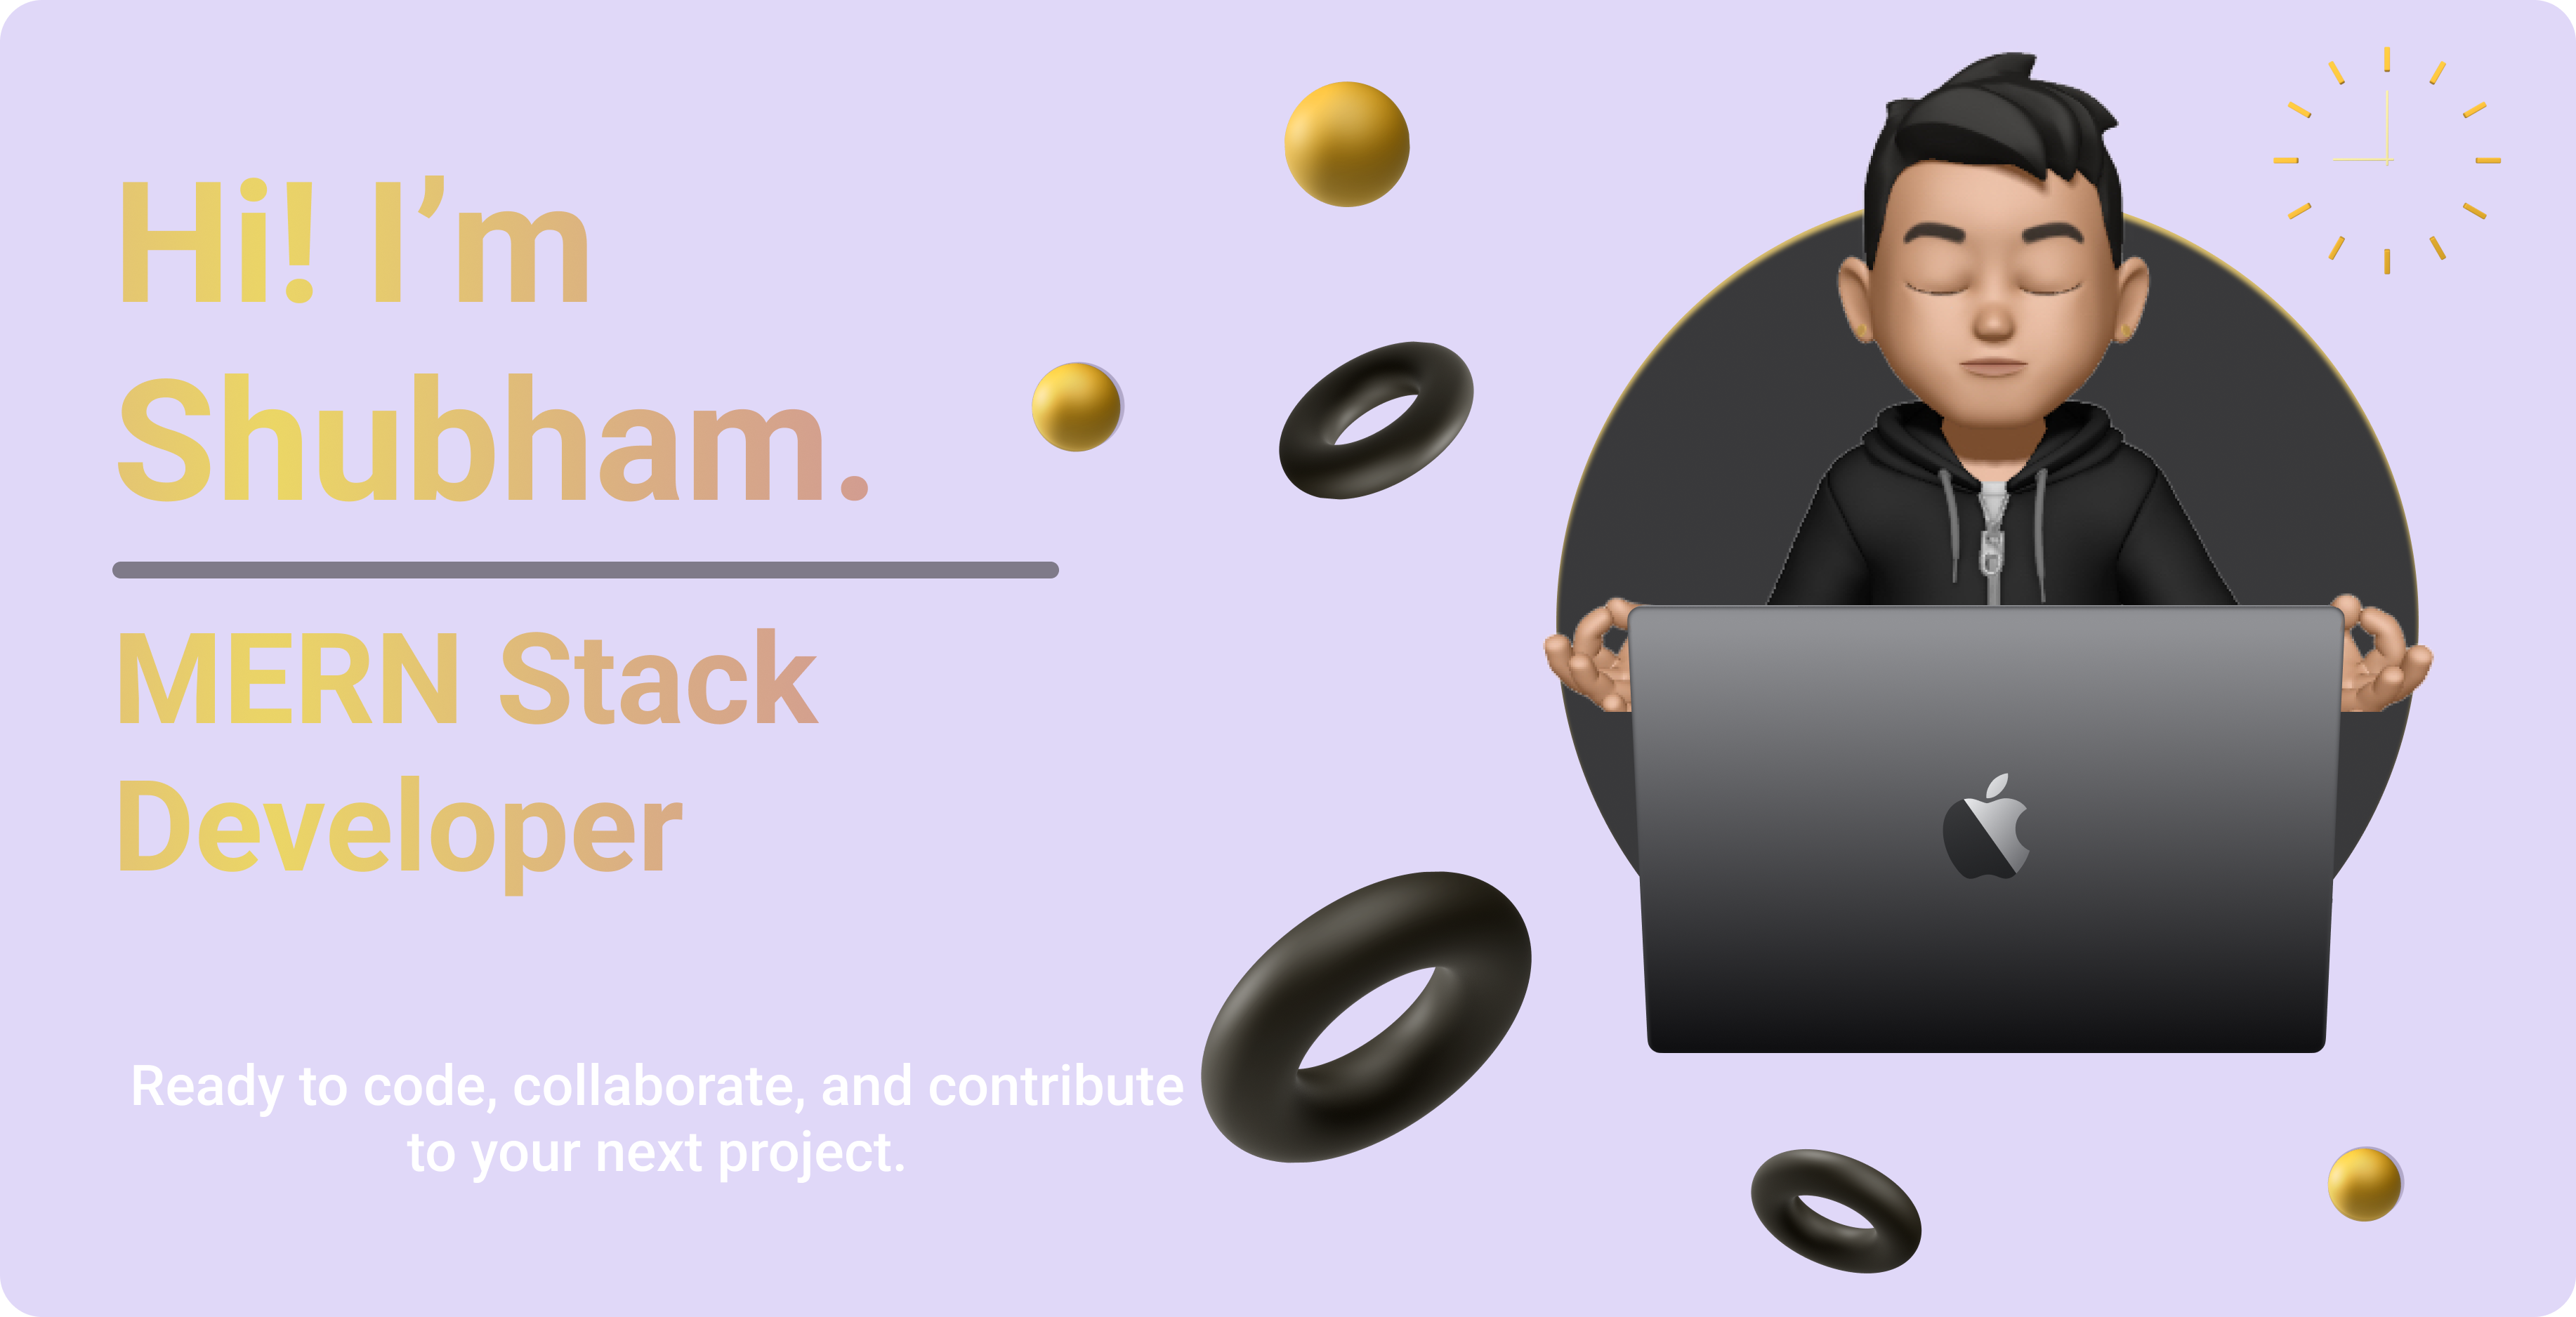 Hi! I’m
Shubham.
MERN Stack
Developer
Ready to code, collaborate, and contribute
to your next project.